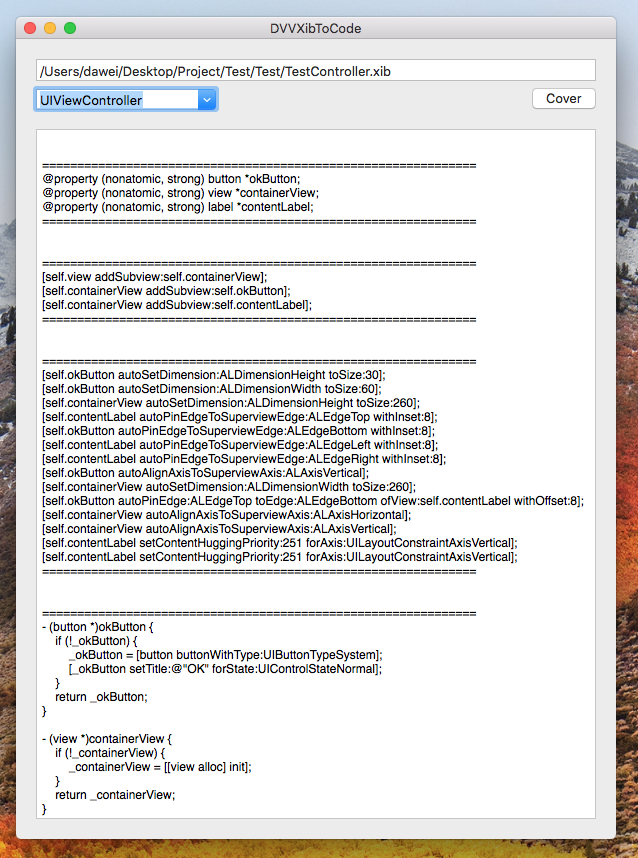 DVVXibToCode
/Users/dawei/Desktop/Project/Test/Test/TestController.xib
UIViewController
Cover
==============================================================
@property (nonatomic, strong) button *okButton;
@property (nonatomic, strong) view *containerView;
@property (nonatomic, strong) label *contentLabel;
==============================================================
==============================================================
[self.view addSubview:self.containerView];
[self.containerView addSubview:self.okButton];
[self.containerView addSubview:self.contentLabel];
==============================================================
==============================================================
[self.okButton autoSetDimension:ALDimensionHeight toSize:30];
[self.okButton autoSetDimension:ALDimensionWidth toSize:60];
[self.containerView autoSetDimension:ALDimensionHeight toSize:260];
[self.contentLabel autoPinEdgeToSuperviewEdge:ALEdgeTop withInset:8];
[self.okButton autoPinEdgeToSuperviewEdge:ALEdgeBottom withInset:8];
[self.contentLabel autoPinEdgeToSuperviewEdge:ALEdgeLeft withInset:8];
[self.contentLabel autoPinEdgeToSuperviewEdge:ALEdgeRight withInset:8];
[self.okButton autoAlignAxisToSuperviewAxis:ALAxisVertical];
[self.containerView autoSetDimension:ALDimensionWidth toSize:260];
[self.okButton autoPinEdge:ALEdgeTop toEdge:ALEdgeBottom ofView:self.contentLabel withOffset:8];
[self.containerView autoAlignAxisToSuperviewAxis:ALAxisHorizontal];
[self.containerView autoAlignAxisToSuperviewAxis:ALAxisVertical];
[self.contentLabel setContentHuggingPriority:251 forAxis:UILayoutConstraintAxisVertical];
[self.contentLabel setContentHuggingPriority:251 forAxis:UILayoutConstraintAxisVertical];
==============================================================
==============================================================
- (button *)okButton {
if (!_okButton) {
_okButton = [button buttonWithType:UIButtonTypeSystem];
[_okButton setTitle:@"OK" forState:UIControlStateNormal];
}
return _okButton;
}
- (view *)containerView {
if (!_containerView) {
_containerView = [[view alloc] init];
}
return _containerView;
}